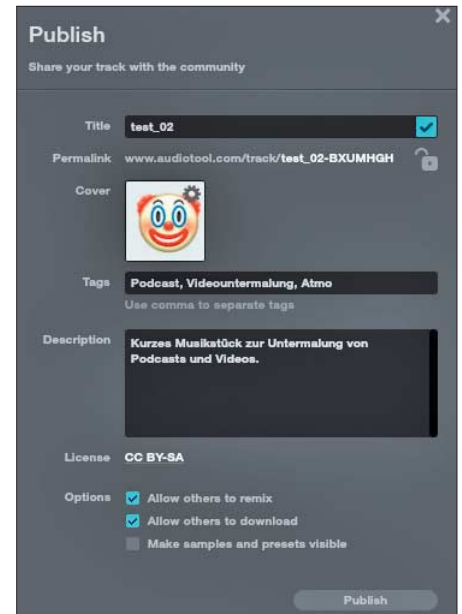 Publish
Share your track with the community
Title test_02
Permalink www.audiotool.com/track/test_02-BXUMHGH
Cover
Tags Podcast, Videountermalung, Atmo
Use comma to separate tags
Description Kurzes Musikstück zur Untermalung von
Podcasts und Videos.
License CC BY-SA
Options Allow others to remix
Allow others to download
Make samples and presets visible
Publish